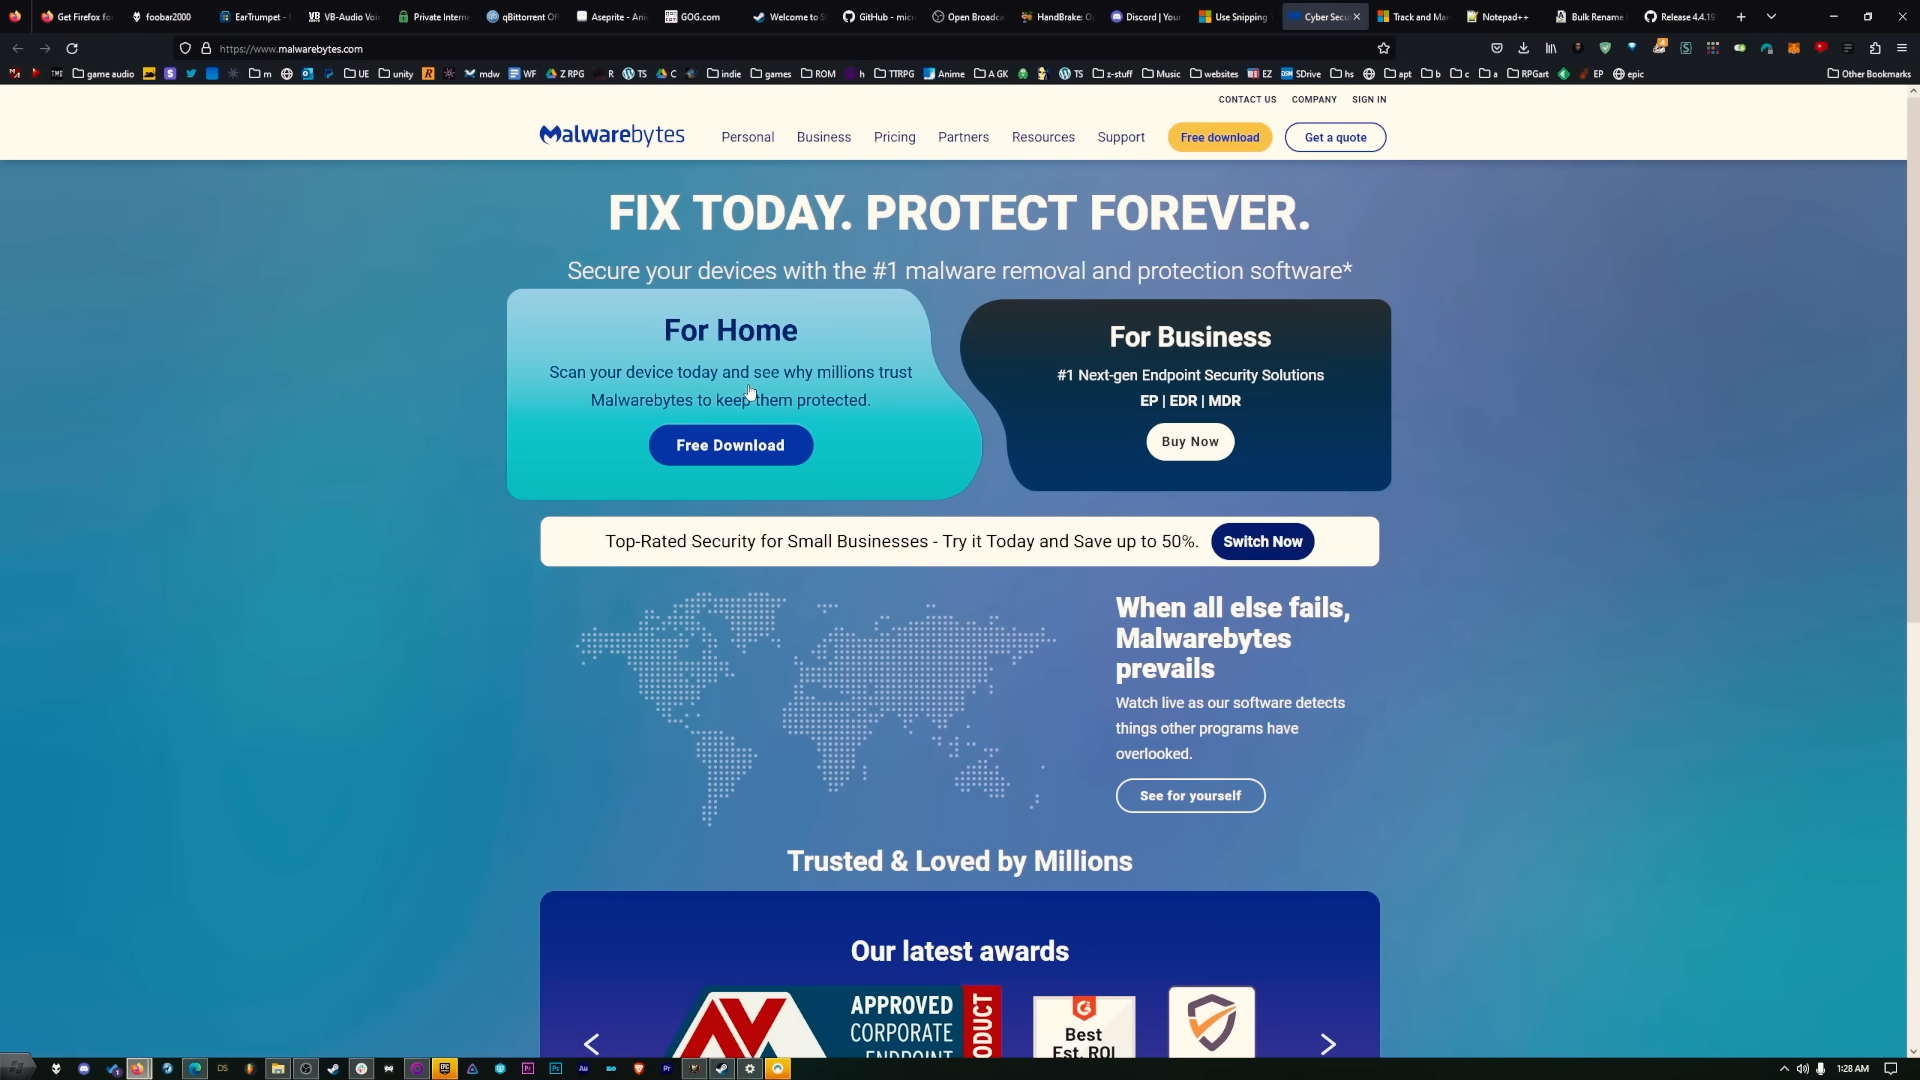 Get Firefox fo
foobar2000
EarTrumpet -
VB-Audio Voi
Private Intern
qBittorrent Of
Aseprite - Ani
GOG.com
Welcome to S
GitHub - micr
Open Broadca
HandBrake: O
Discord | You
Use Snipping
Cyber Secu
Track and Ma
Notepad++
Bulk Rename
Release 4.4.19
https://www.malwarebytes.com
game audio
m
UE
unity
mdw
WF
Z RPG
R
TS
C
indie
games
ROM
h
TTRPG
Anime
A GK
TS
z-stuff
Music
websites
EZ
SDrive
hs
apt
b
c
a
RPGart
EP
epic
Other Bookmarks
CONTACT US
COMPANY
SIGN IN
Malwarebytes
Personal
Business
Pricing
Partners
Resources
Support
Free download
Get a quote
FIX TODAY. PROTECT FOREVER.
Secure your devices with the #1 malware removal and protection software*
For Home
Scan your device today and see why millions trust
Malwarebytes to keep them protected.
Free Download
For Business
#1 Next-gen Endpoint Security Solutions
EP | EDR | MDR
Buy Now
Top-Rated Security for Small Businesses - Try it Today and Save up to 50%.
Switch Now
When all else fails,
Malwarebytes
prevails
Watch live as our software detects
things other programs have
overlooked.
See for yourself
Trusted & Loved by Millions
Our latest awards
APPROVED
CORPORATE
ENDPOINT
PRODUCT
Best
Est. ROI
1:28 AM